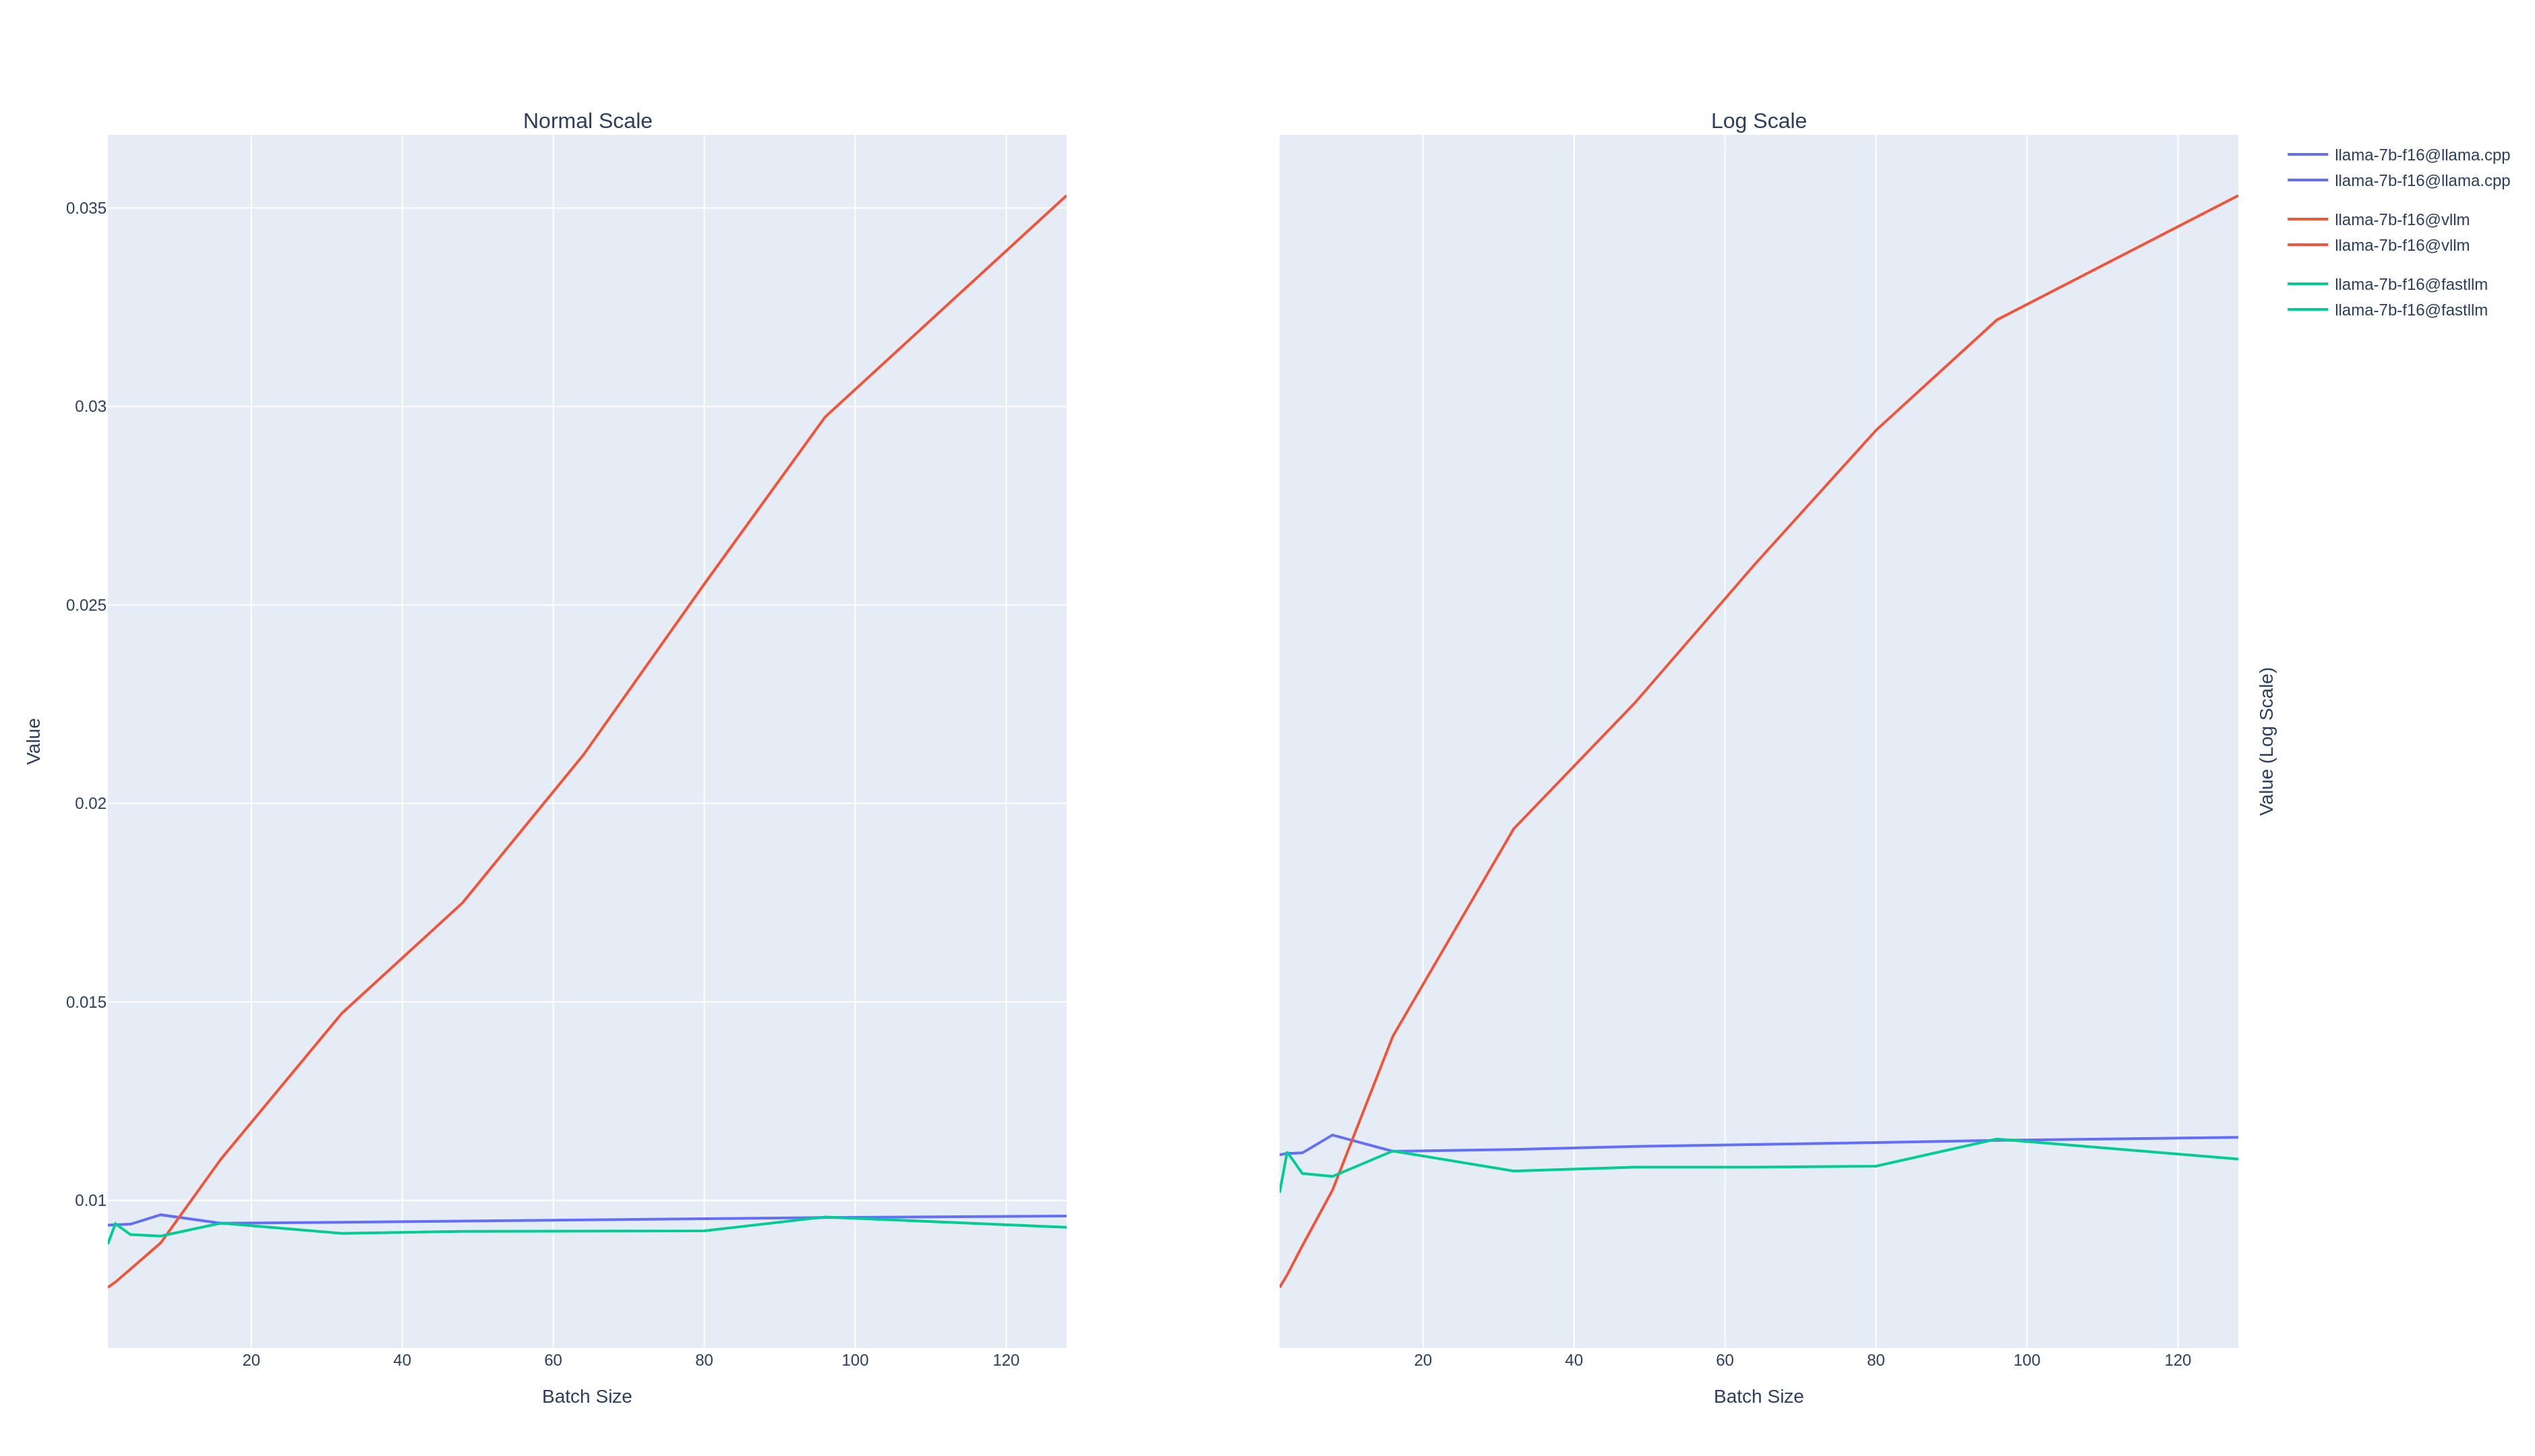 Normal Scale
Log Scale
0.035
0.03
0.025
0.02
0.015
0.01
Value
20 40 60 80 100 120
Batch Size
20 40 60 80 100 120
Batch Size
Value (Log Scale)
llama-7b-f16@llama.cpp
llama-7b-f16@llama.cpp
llama-7b-f16@vllm
llama-7b-f16@vllm
llama-7b-f16@fastllm
llama-7b-f16@fastllm